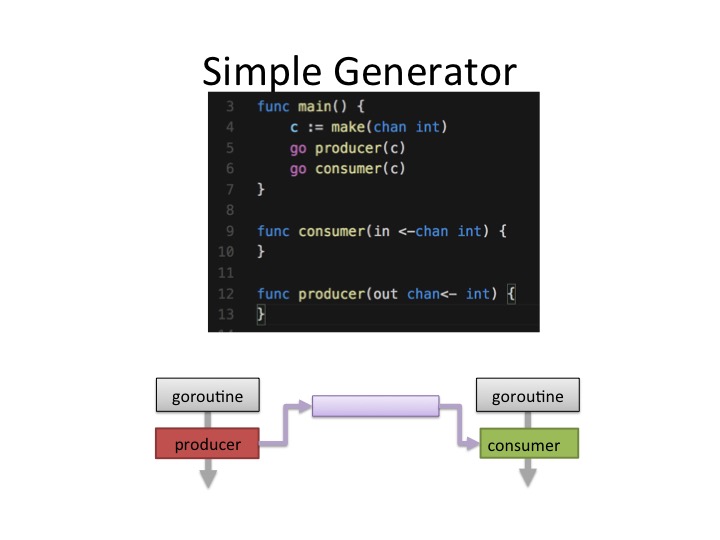 Simple Generator
3 func main() {
4 c := make(chan int)
5 go producer(c)
6 go consumer(c)
7 }
8
9 func consumer(in <-chan int) {
10 }
11
12 func producer(out chan<- int) {
13 }
goroutine
goroutine
producer
consumer